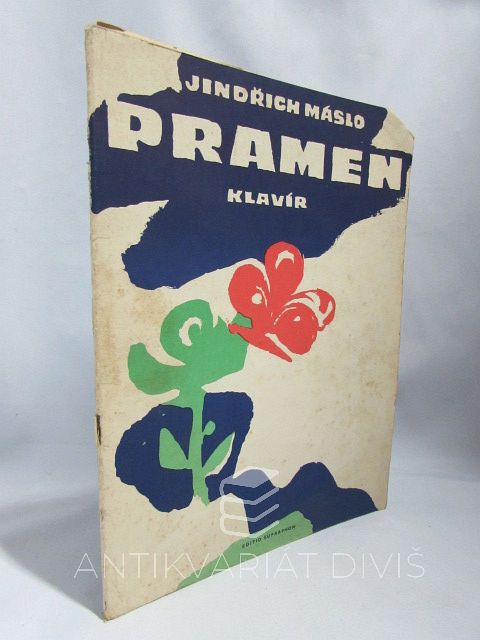 JINDŘICH MÁSLO
PRAMEN
KLAVÍR
EDITIO SUPRAPHON
ANTIKVARIÁT DIVIŠ